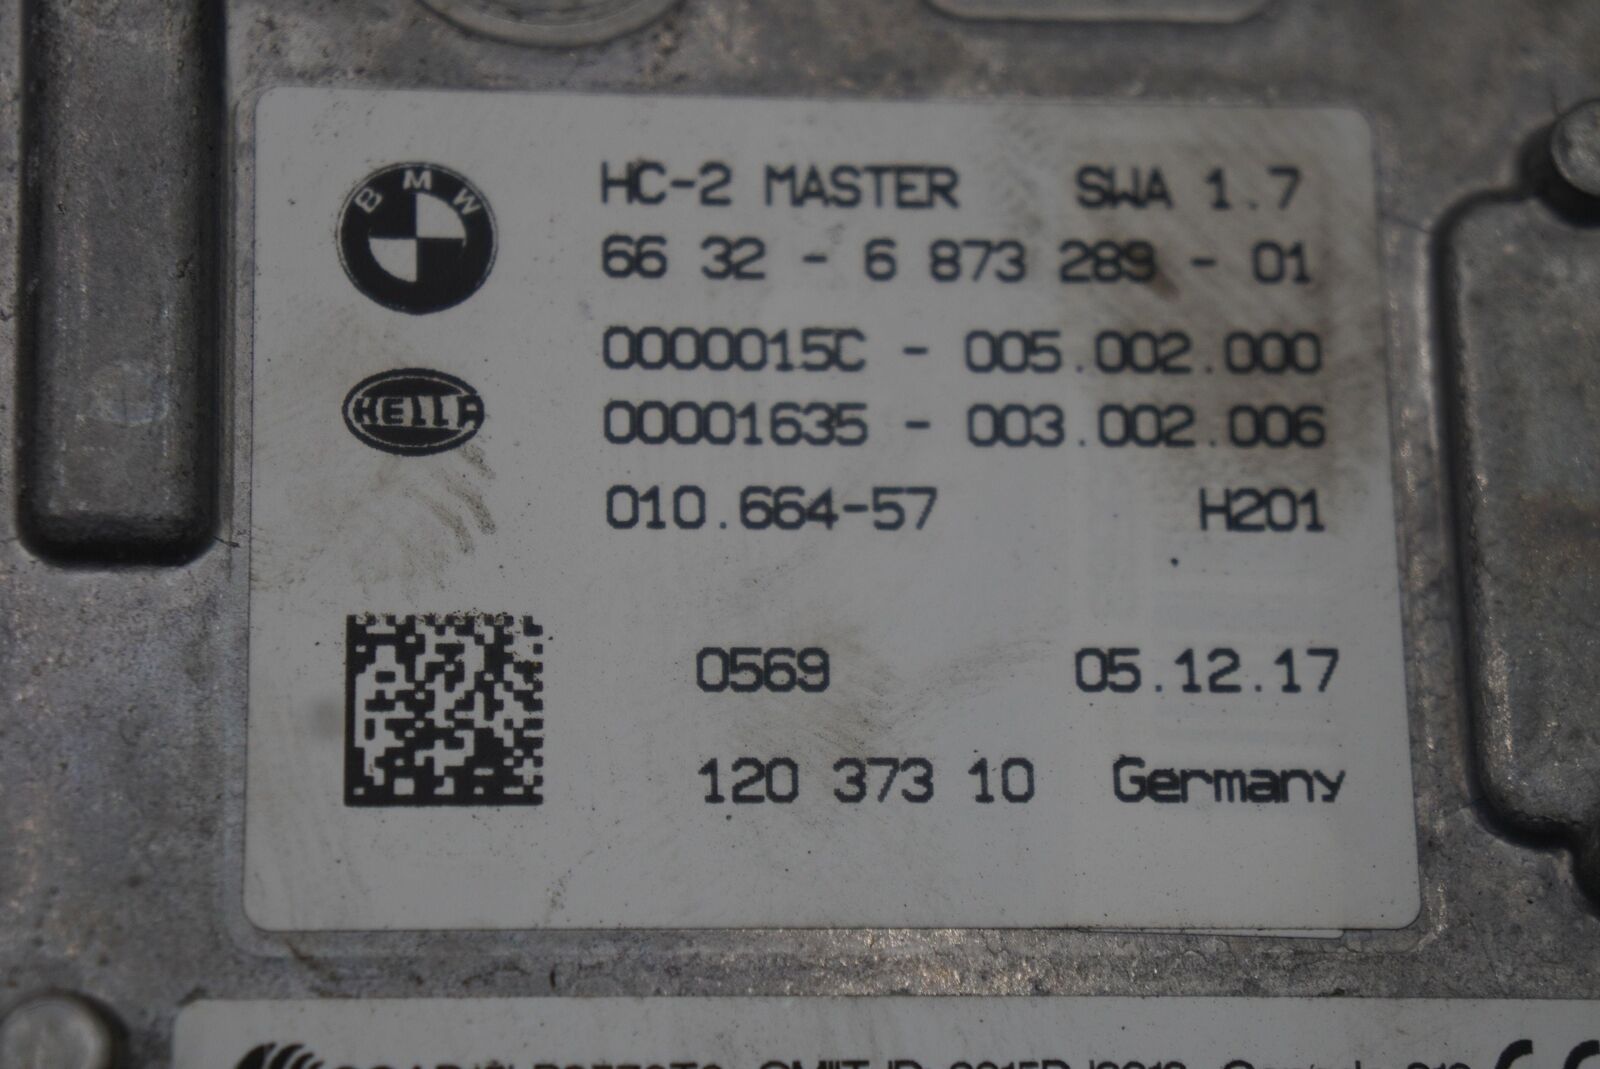 BMW
HC-2 MASTER SWA 1.7
66 32 - 6 873 289 - 01
0000015C - 005.002.000
HELLA
00001635 - 003.002.006
010.664-57 H201
0569 05.12.17
120 373 10 Germany